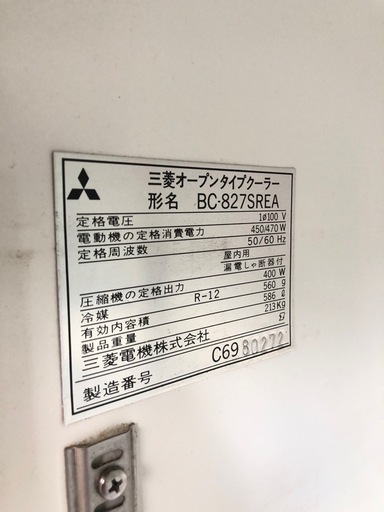 三菱オープンタイプクーラー
形名 BC-827SREA
定格電圧 1ø100 V
電動機の定格消費電力 450/470 W
定格周波数 50/60 Hz
屋内用
漏電しゃ断器付
圧縮機の定格出力 400 W
冷媒 R-12 560 g
有効内容積 586 ℓ
製品重量 213 Kg
三菱電機株式会社
製造番号 C69 80272